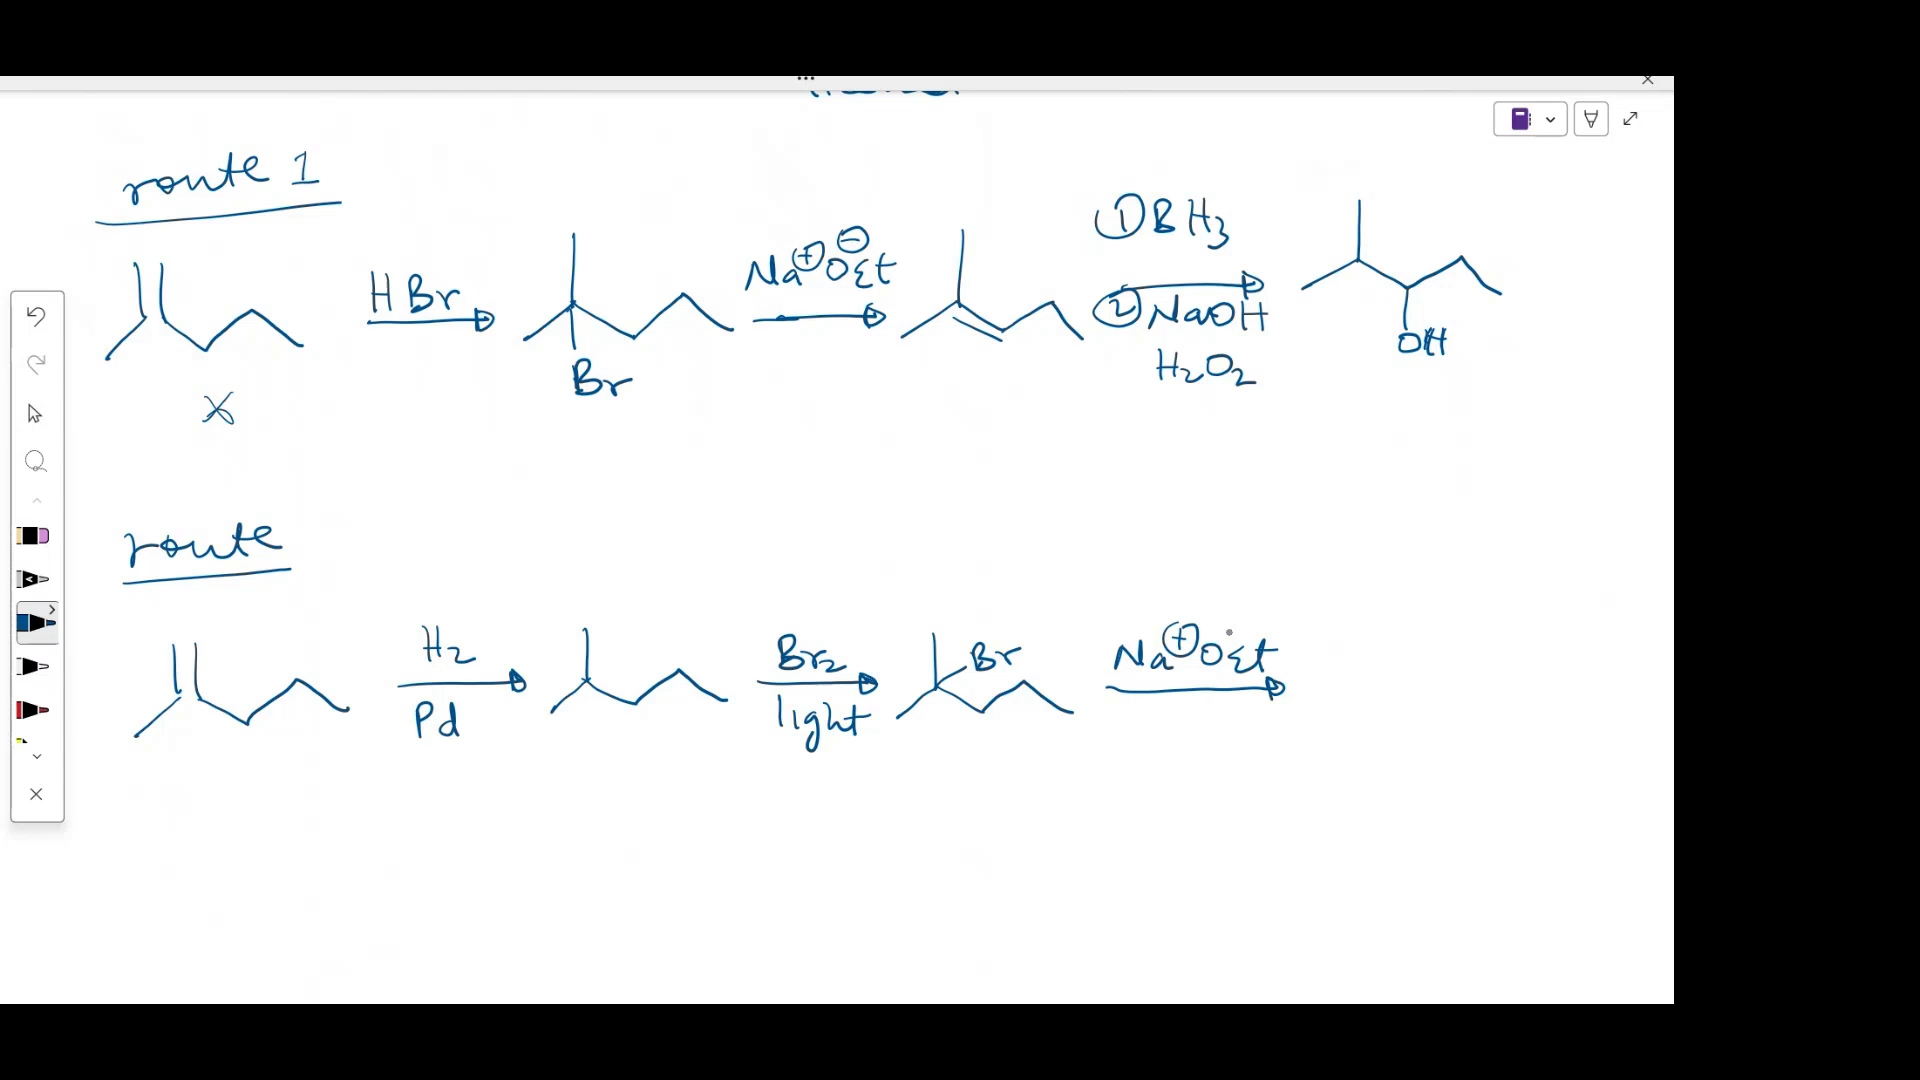 route 1
① BH3
HBr
Na⊕ ⊖OEt
② NaOH
H2O2
OH
Br
X
route
H2
Pd
Br2
light
Br
Na⊕OEt